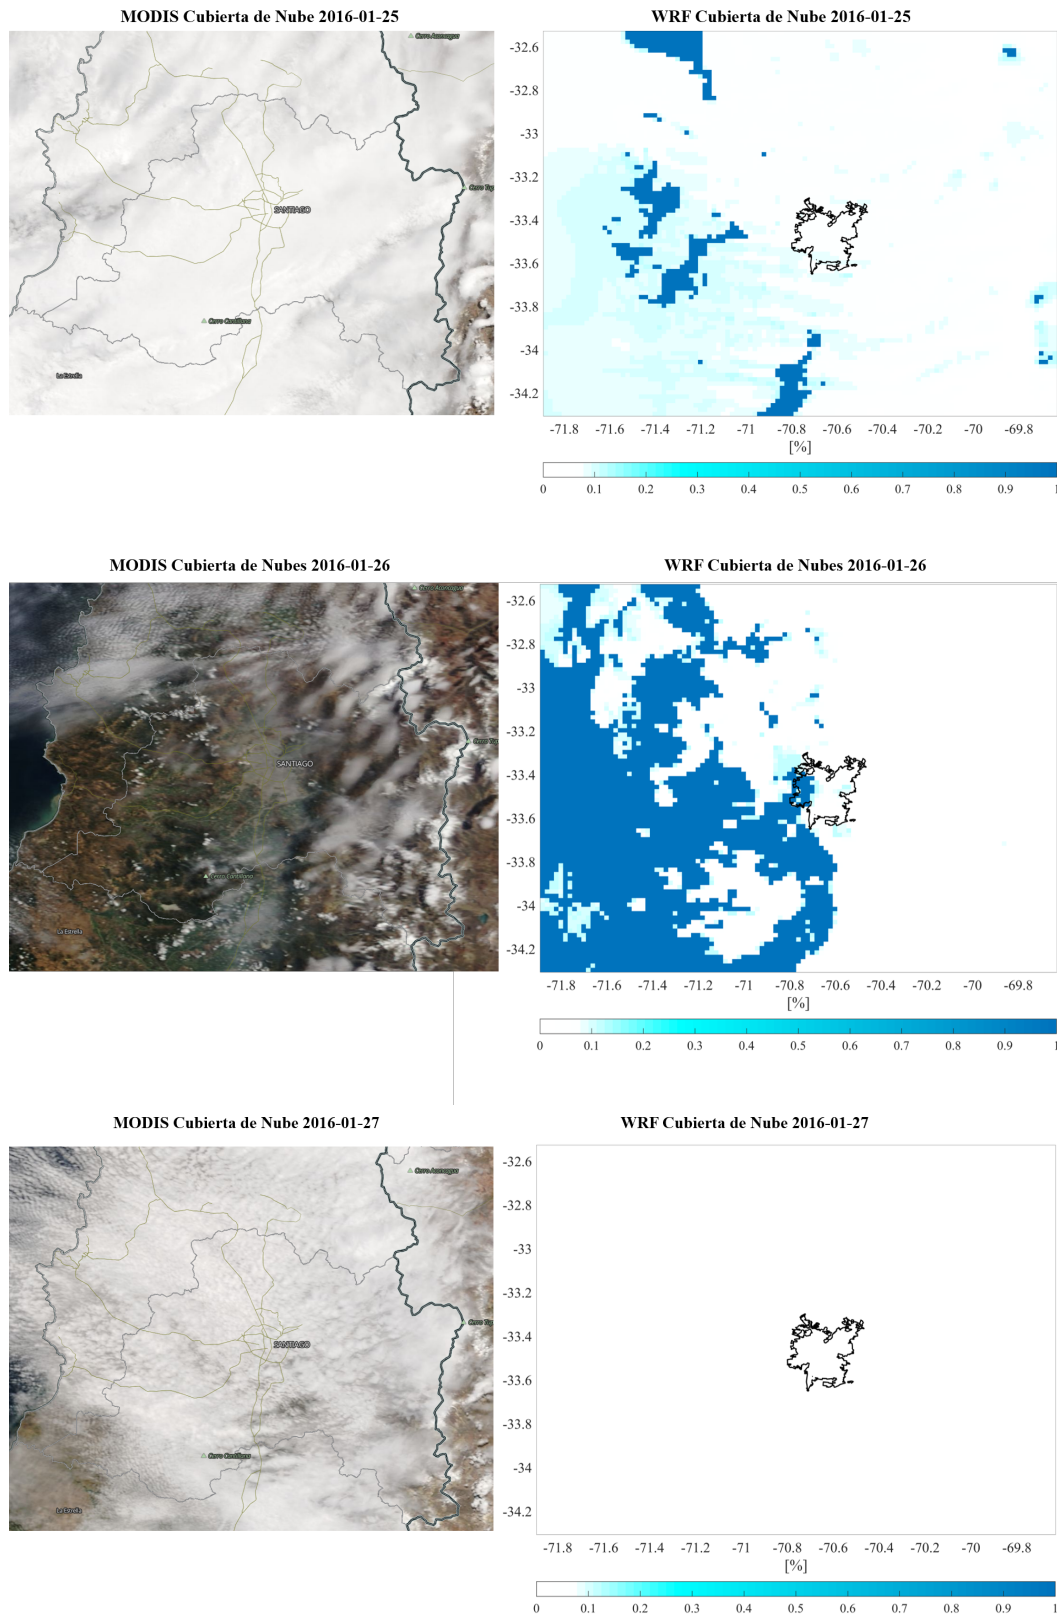 MODIS Cubierta de Nube 2016-01-25
WRF Cubierta de Nube 2016-01-25
Cerro Aconcagua
SANTIAGO
Cerro Cantillana
La Estrella
-32.6
-32.8
-33
-33.2
-33.4
-33.6
-33.8
-34
-34.2
-71.8 -71.6 -71.4 -71.2 -71 -70.8 -70.6 -70.4 -70.2 -70 -69.8
[%]
0 0.1 0.2 0.3 0.4 0.5 0.6 0.7 0.8 0.9 1
MODIS Cubierta de Nubes 2016-01-26
WRF Cubierta de Nubes 2016-01-26
Cerro Aconcagua
SANTIAGO
Cerro Cantillana
La Estrella
-32.6
-32.8
-33
-33.2
-33.4
-33.6
-33.8
-34
-34.2
-71.8 -71.6 -71.4 -71.2 -71 -70.8 -70.6 -70.4 -70.2 -70 -69.8
[%]
0 0.1 0.2 0.3 0.4 0.5 0.6 0.7 0.8 0.9 1
MODIS Cubierta de Nube 2016-01-27
WRF Cubierta de Nube 2016-01-27
Cerro Aconcagua
SANTIAGO
Cerro Cantillana
La Estrella
-32.6
-32.8
-33
-33.2
-33.4
-33.6
-33.8
-34
-34.2
-71.8 -71.6 -71.4 -71.2 -71 -70.8 -70.6 -70.4 -70.2 -70 -69.8
[%]
0 0.1 0.2 0.3 0.4 0.5 0.6 0.7 0.8 0.9 1